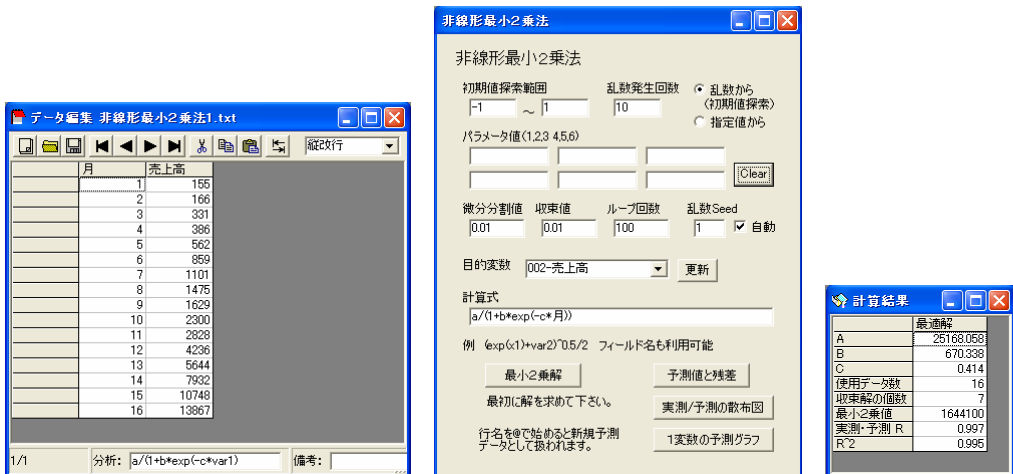 データ編集 非線形最小2乗法1.txt
縦改行
月 売上高
1 155
2 166
3 331
4 386
5 562
6 859
7 1101
8 1475
9 1629
10 2300
11 2828
12 4236
13 5644
14 7932
15 10748
16 13867
1/1 分析: a/(1+b*exp(-c*var1) 備考:
非線形最小2乗法
非線形最小2乗法
初期値探索範囲 乱数発生回数 乱数から
(初期値探索)
-1 ~ 1 10
指定値から
パラメータ値(1,2,3 4,5,6)
Clear
微分分割値 収束値 ループ回数 乱数Seed
0.01 0.01 100 1 自動
目的変数 002-売上高 更新
計算式
a/(1+b*exp(-c*月))
例 (exp(x1)+var2)^0.5/2 フィールド名も利用可能
最小2乗解 予測値と残差
最初に解を求めて下さい。 実測/予測の散布図
行名を@で始めると新規予測
データとして扱われます。 1変数の予測グラフ
計算結果
最適解
A 25168.058
B 670.338
C 0.414
使用データ数 16
収束解の個数 7
最小2乗値 1644100
実測・予測 R 0.997
R^2 0.995